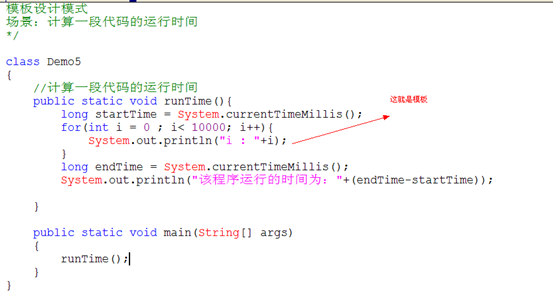 模板设计模式
场景：计算一段代码的运行时间
*/
class Demo5
{
//计算一段代码的运行时间
public static void runTime(){
long startTime = System.currentTimeMillis();
for(int i = 0 ; i< 10000; i++){
System.out.println("i : "+i);
}
long endTime = System.currentTimeMillis();
System.out.println("该程序运行的时间为："+(endTime-startTime));
}
public static void main(String[] args)
{
runTime();
}
}
这就是模板